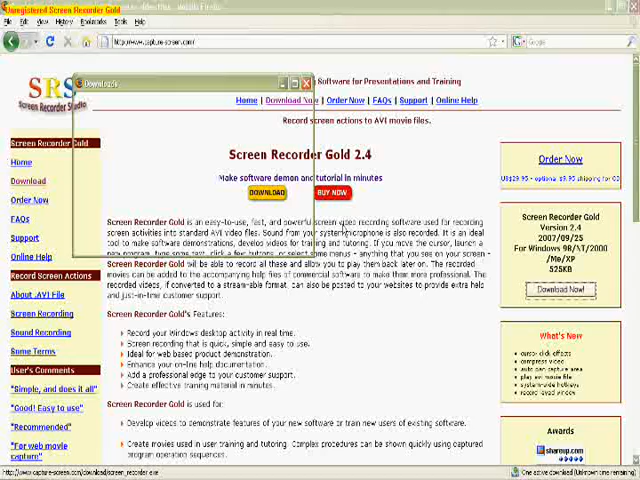 Unregistered Screen Recorder Gold
File Edit View History Bookmarks Tools Help
http://www.capture-screen.com/
Google
Downloads
SRS
Screen Recorder Studio
Software for Presentations and Training
Home | Download Now | Order Now | FAQs | Support | Online Help
Record screen actions to AVI movie files.
Screen Recorder Gold
Home
Download
Order Now
FAQs
Support
Online Help
Screen Recorder Gold 2.4
Make software demon and tutorial in minutes
DOWNLOAD
BUY NOW
Screen Recorder Gold is an easy-to-use, fast, and powerful screen video recording software used for recording
screen activities into standard AVI video files. Sound from your system microphone is also recorded. It is an ideal
tool to make software demonstrations, develop videos for training and tutorial. If you move the cursor, launch a
new program, type some text, click a few buttons, or select some menus - anything that you see on your screen -
Screen Recorder Gold will be able to record all these and allow you to play them back later on. The recorded
movies can be added to the accompanying help files of commercial software to make them more professional. The
recorded videos, if converted to a stream-able format, can also be posted to your websites to provide extra help
and just-in-time customer support.
Screen Recorder Gold's Features:
Record your Windows desktop activity in real time.
Screen recording that is quick, simple and easy to use.
Ideal for web based product demonstration.
Enhance your on-line help documentation.
Add a professional edge to your customer support.
Create effective training material in minutes.
Screen Recorder Gold is used for:
Develop videos to demonstrate features of your new software or train new users of existing software.
Create movies used in user training and tutoring. Complex procedures can be shown quickly using captured
program operation sequences.
Screen Record Actions
About .AVI File
Screen Recording
Sound Recording
Some Terms
User's Comments
"Simple, and does it all"
"Good! Easy to use"
"Recommended"
"For web movie
capture"
Order Now
US$29.95 - optional $9.95 shipped CD
Screen Recorder Gold
Version 2.4
2007/09/25
For Windows 98/NT/2000
/Me/XP
525KB
Download Now!
What's New
cursor click effects
compress video
auto pan capture area
play avi movie file
system-wide hotkeys
record layed window
Awards
shareup.com
http://www.capture-screen.com/download/screen_recorder.exe
One active download (Unknown time remaining)